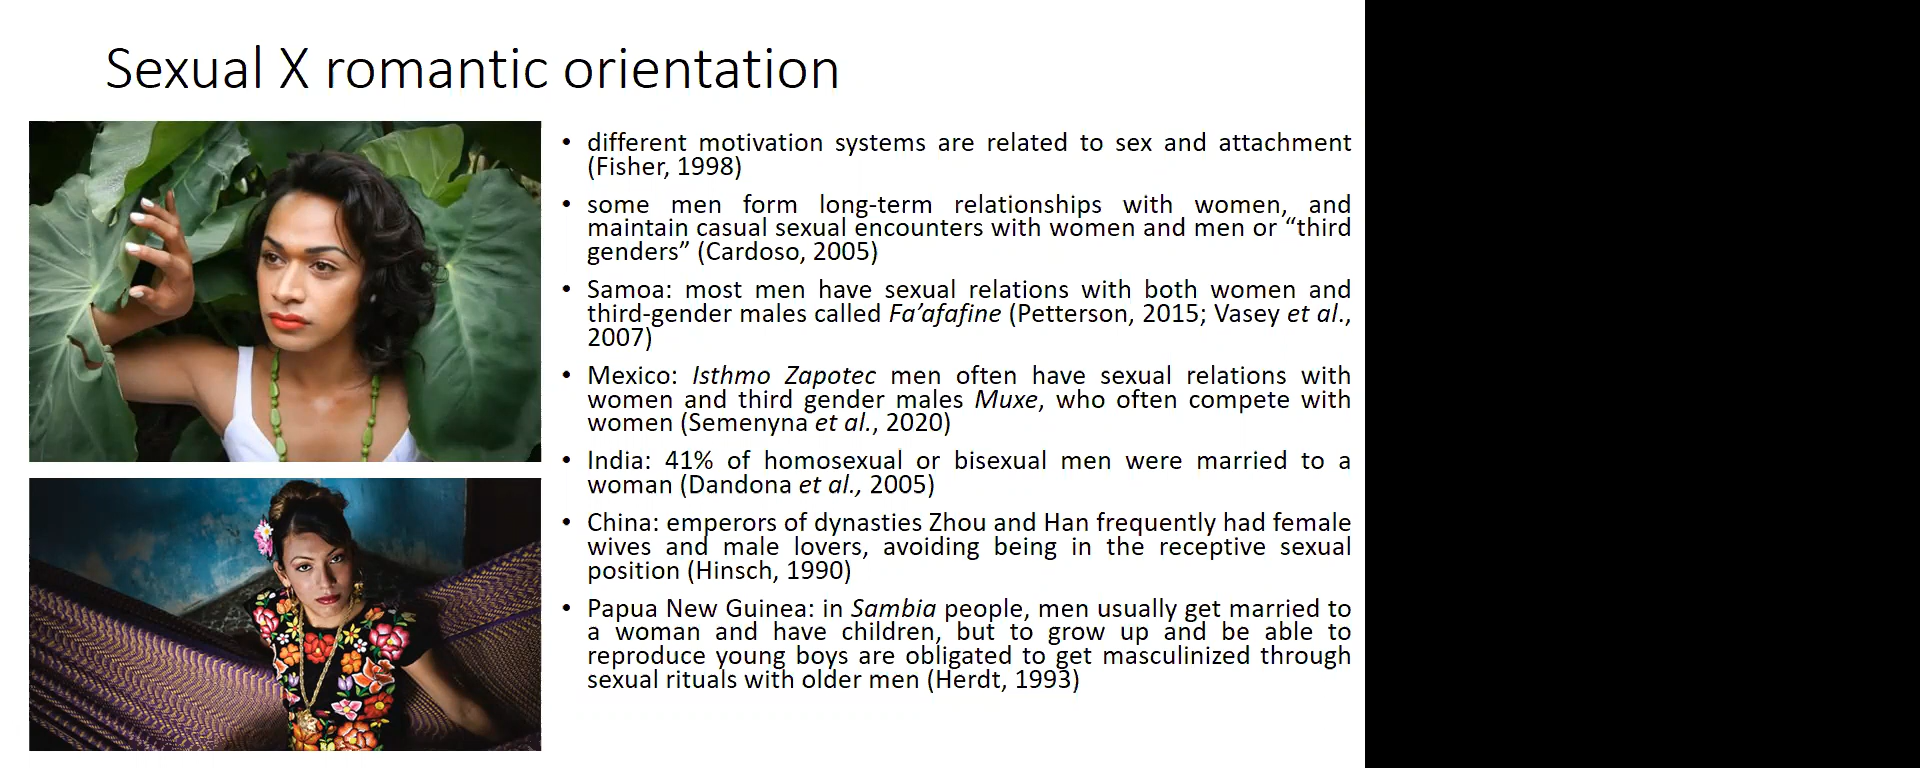 Sexual X romantic orientation
• different motivation systems are related to sex and attachment
(Fisher, 1998)
• some men form long-term relationships with women, and
maintain casual sexual encounters with women and men or “third
genders” (Cardoso, 2005)
• Samoa: most men have sexual relations with both women and
third-gender males called Fa’afafine (Petterson, 2015; Vasey et al.,
2007)
• Mexico: Isthmo Zapotec men often have sexual relations with
women and third gender males Muxe, who often compete with
women (Semenyna et al., 2020)
• India: 41% of homosexual or bisexual men were married to a
woman (Dandona et al., 2005)
• China: emperors of dynasties Zhou and Han frequently had female
wives and male lovers, avoiding being in the receptive sexual
position (Hinsch, 1990)
• Papua New Guinea: in Sambia people, men usually get married to
a woman and have children, but to grow up and be able to
reproduce young boys are obligated to get masculinized through
sexual rituals with older men (Herdt, 1993)